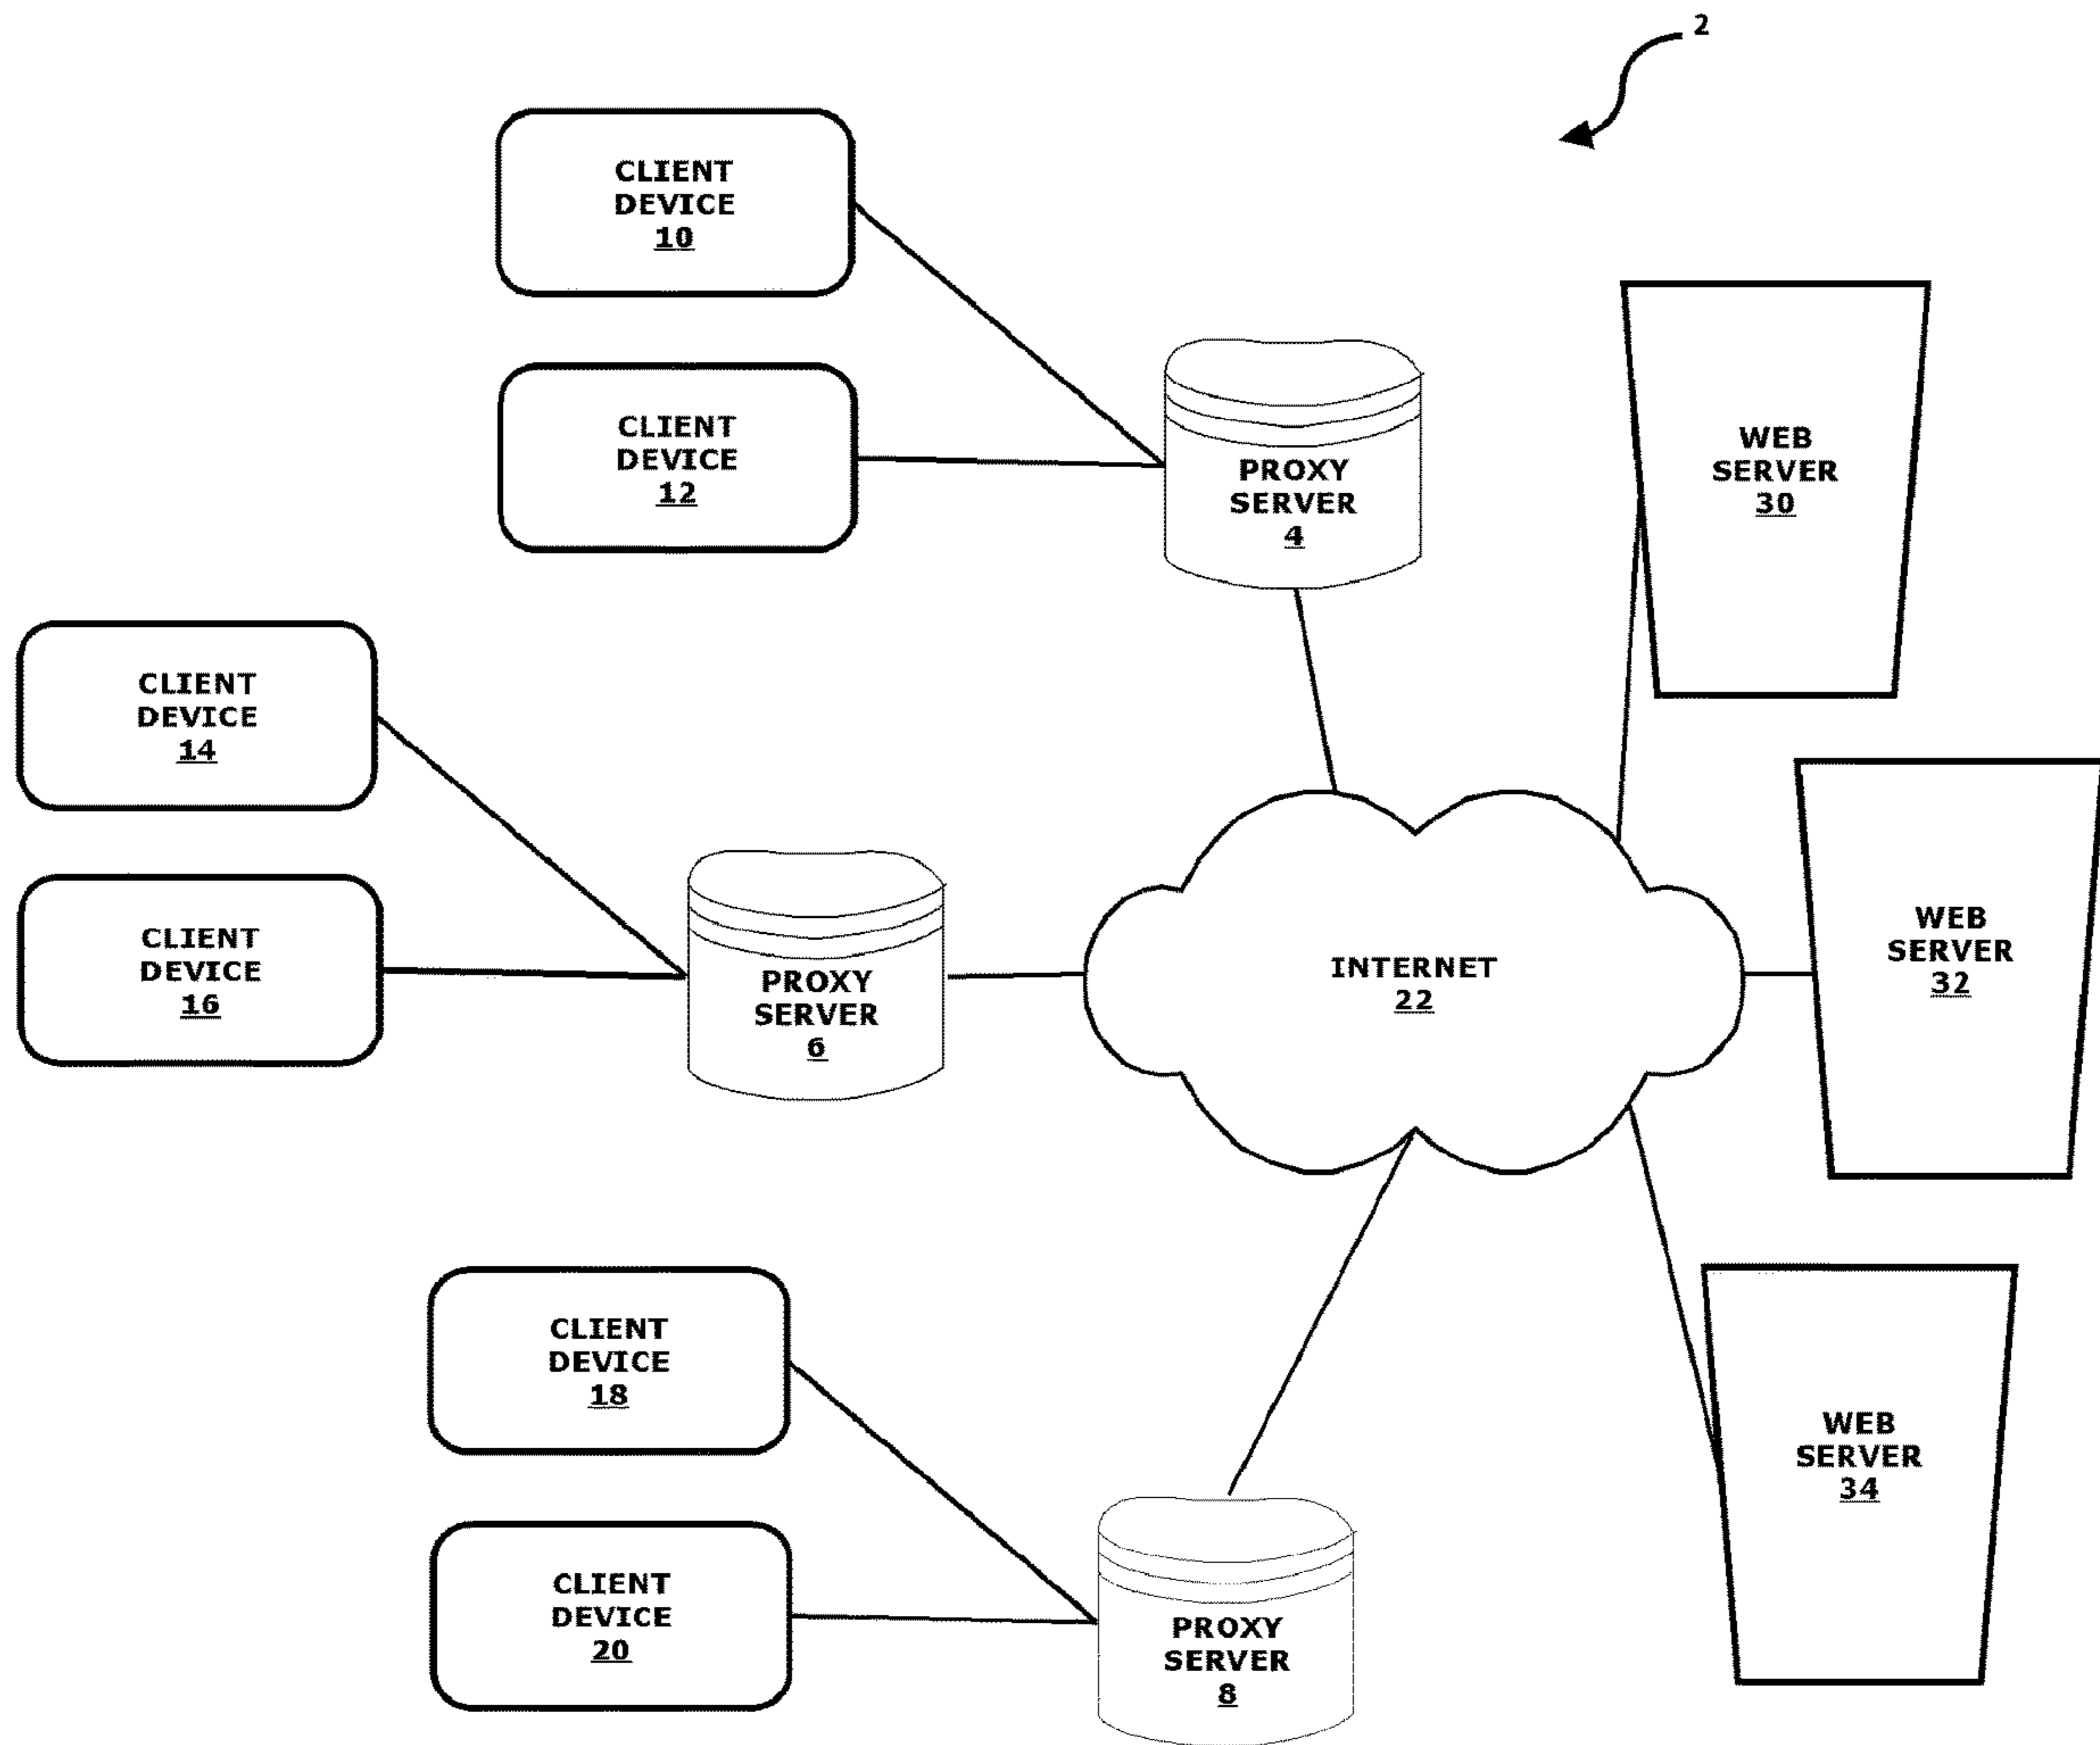 2
CLIENT
DEVICE
10
CLIENT
DEVICE
12
PROXY
SERVER
4
WEB
SERVER
30
CLIENT
DEVICE
14
CLIENT
DEVICE
16
PROXY
SERVER
6
INTERNET
22
WEB
SERVER
32
CLIENT
DEVICE
18
CLIENT
DEVICE
20
PROXY
SERVER
8
WEB
SERVER
34